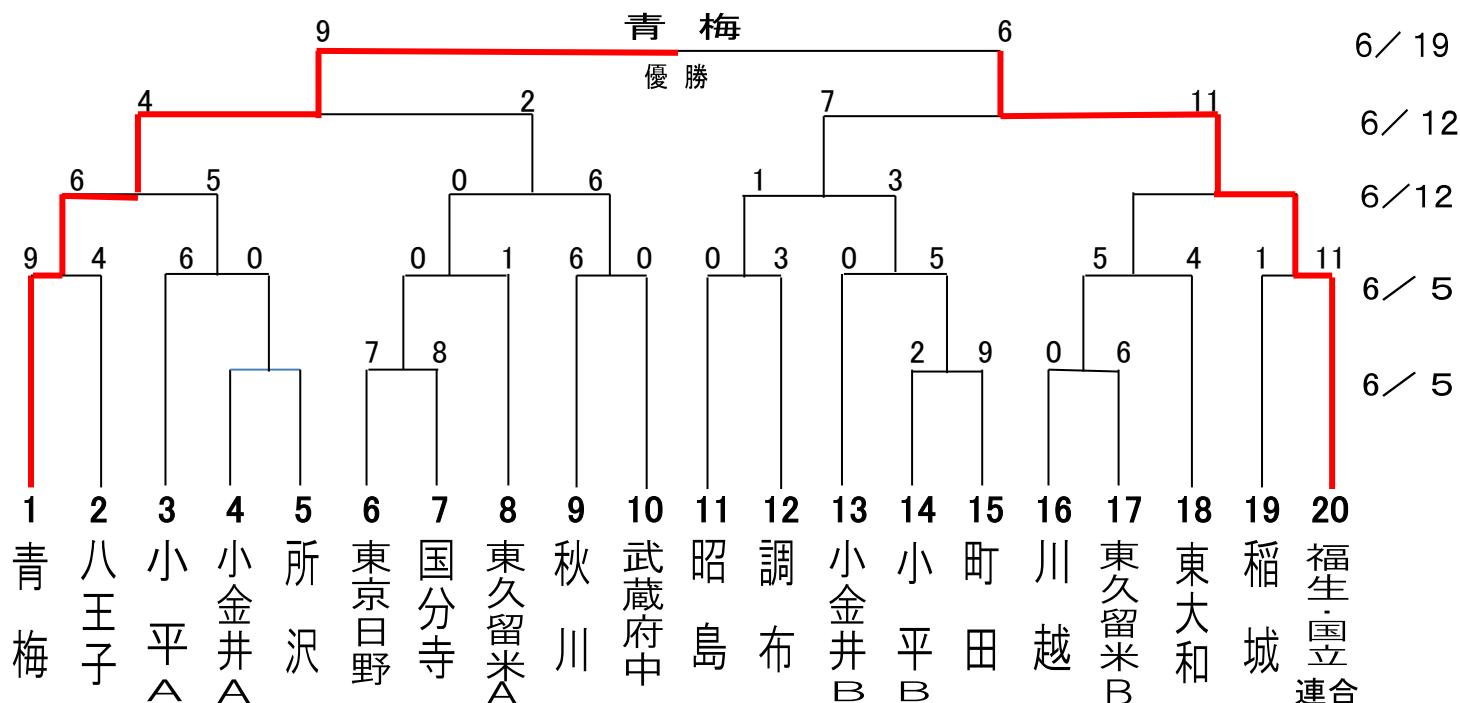 青梅
9 6 6／19
優勝
4 2 7 11 6／12
6 5 0 6 1 3 6／12
9 4 6 0 0 1 6 0 0 3 0 5 5 4 1 11 6／5
7 8 2 9 0 6 6／5
1 2 3 4 5 6 7 8 9 10 11 12 13 14 15 16 17 18 19 20
青梅
八王子
小平A
小金井A
所沢
東京日野
国分寺
東久留米A
秋川
武蔵府中
昭島
調布
小金井B
小平B
町田
川越
東久留米B
東大和
稲城
福生・国立
連合